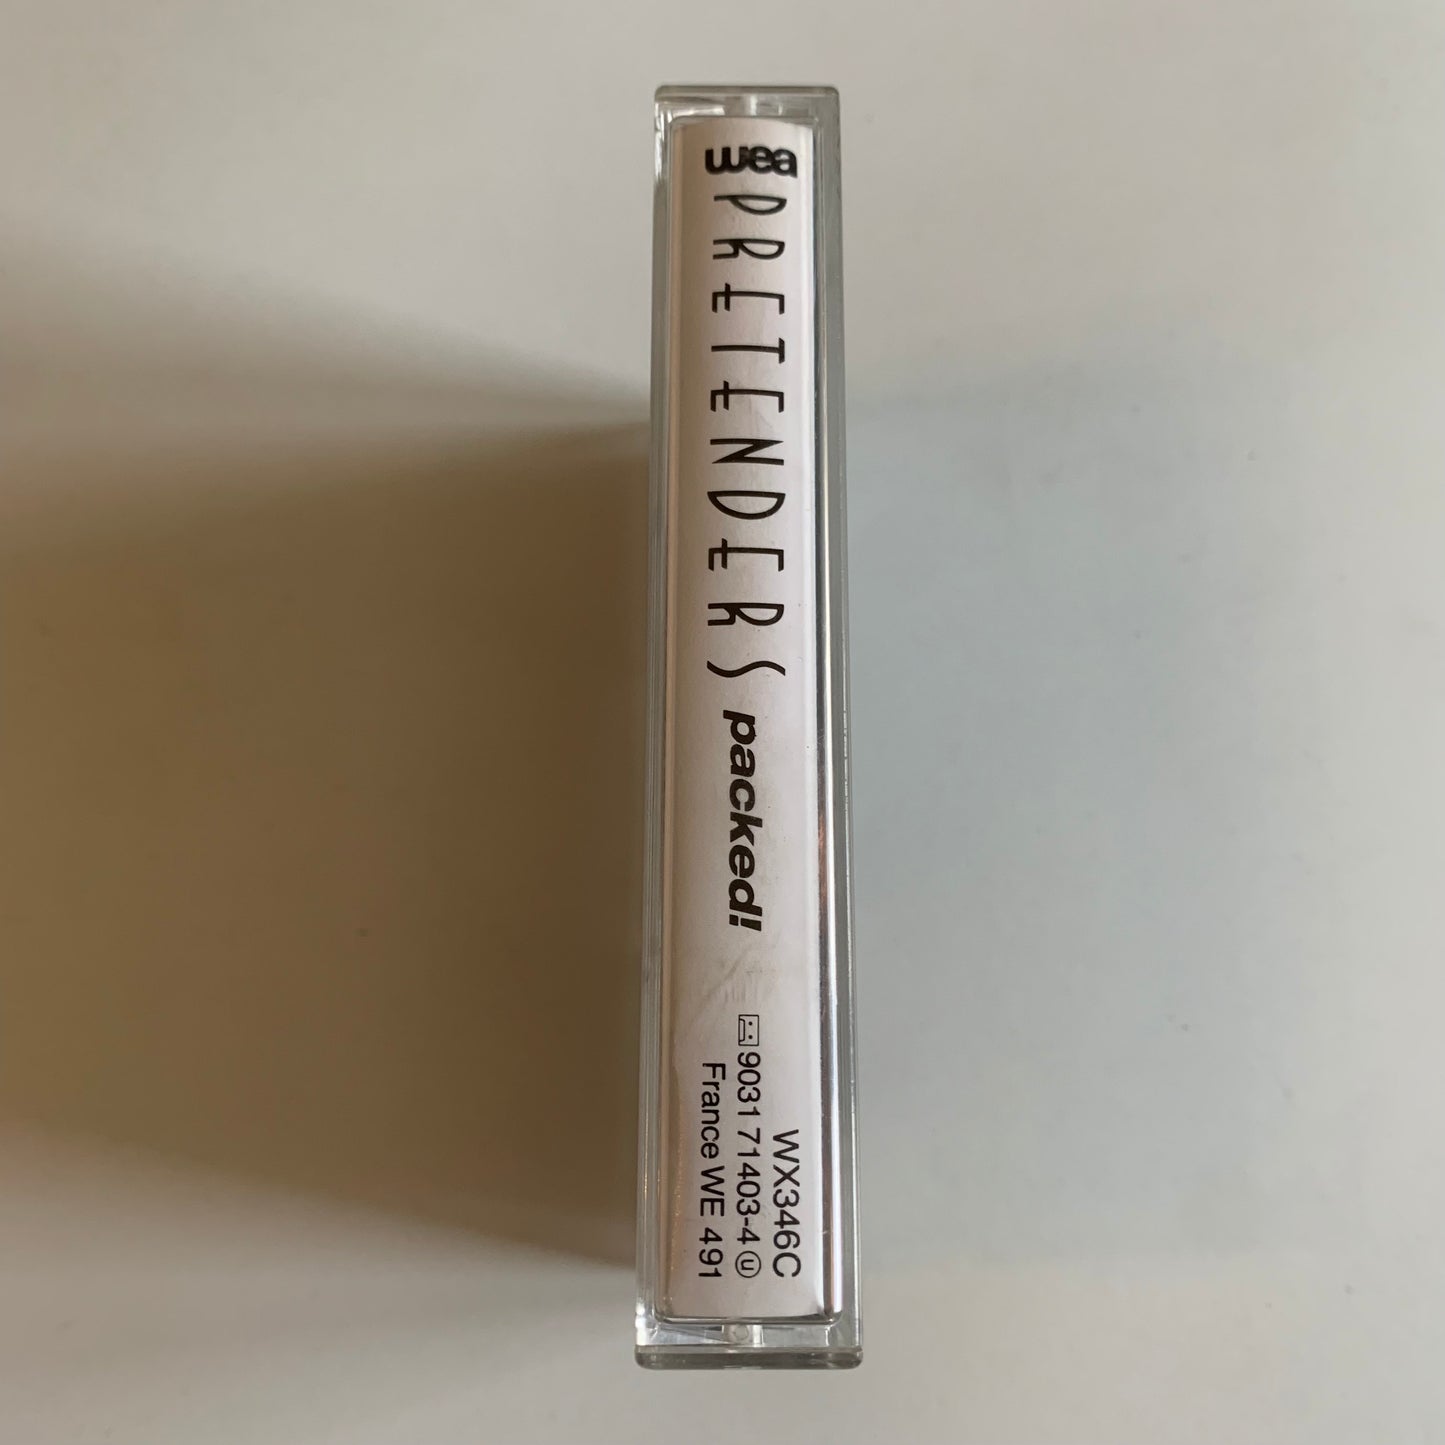 wea
PRETENDERS packed!
WX346C
9031 71403-4 Ⓤ
France WE 491